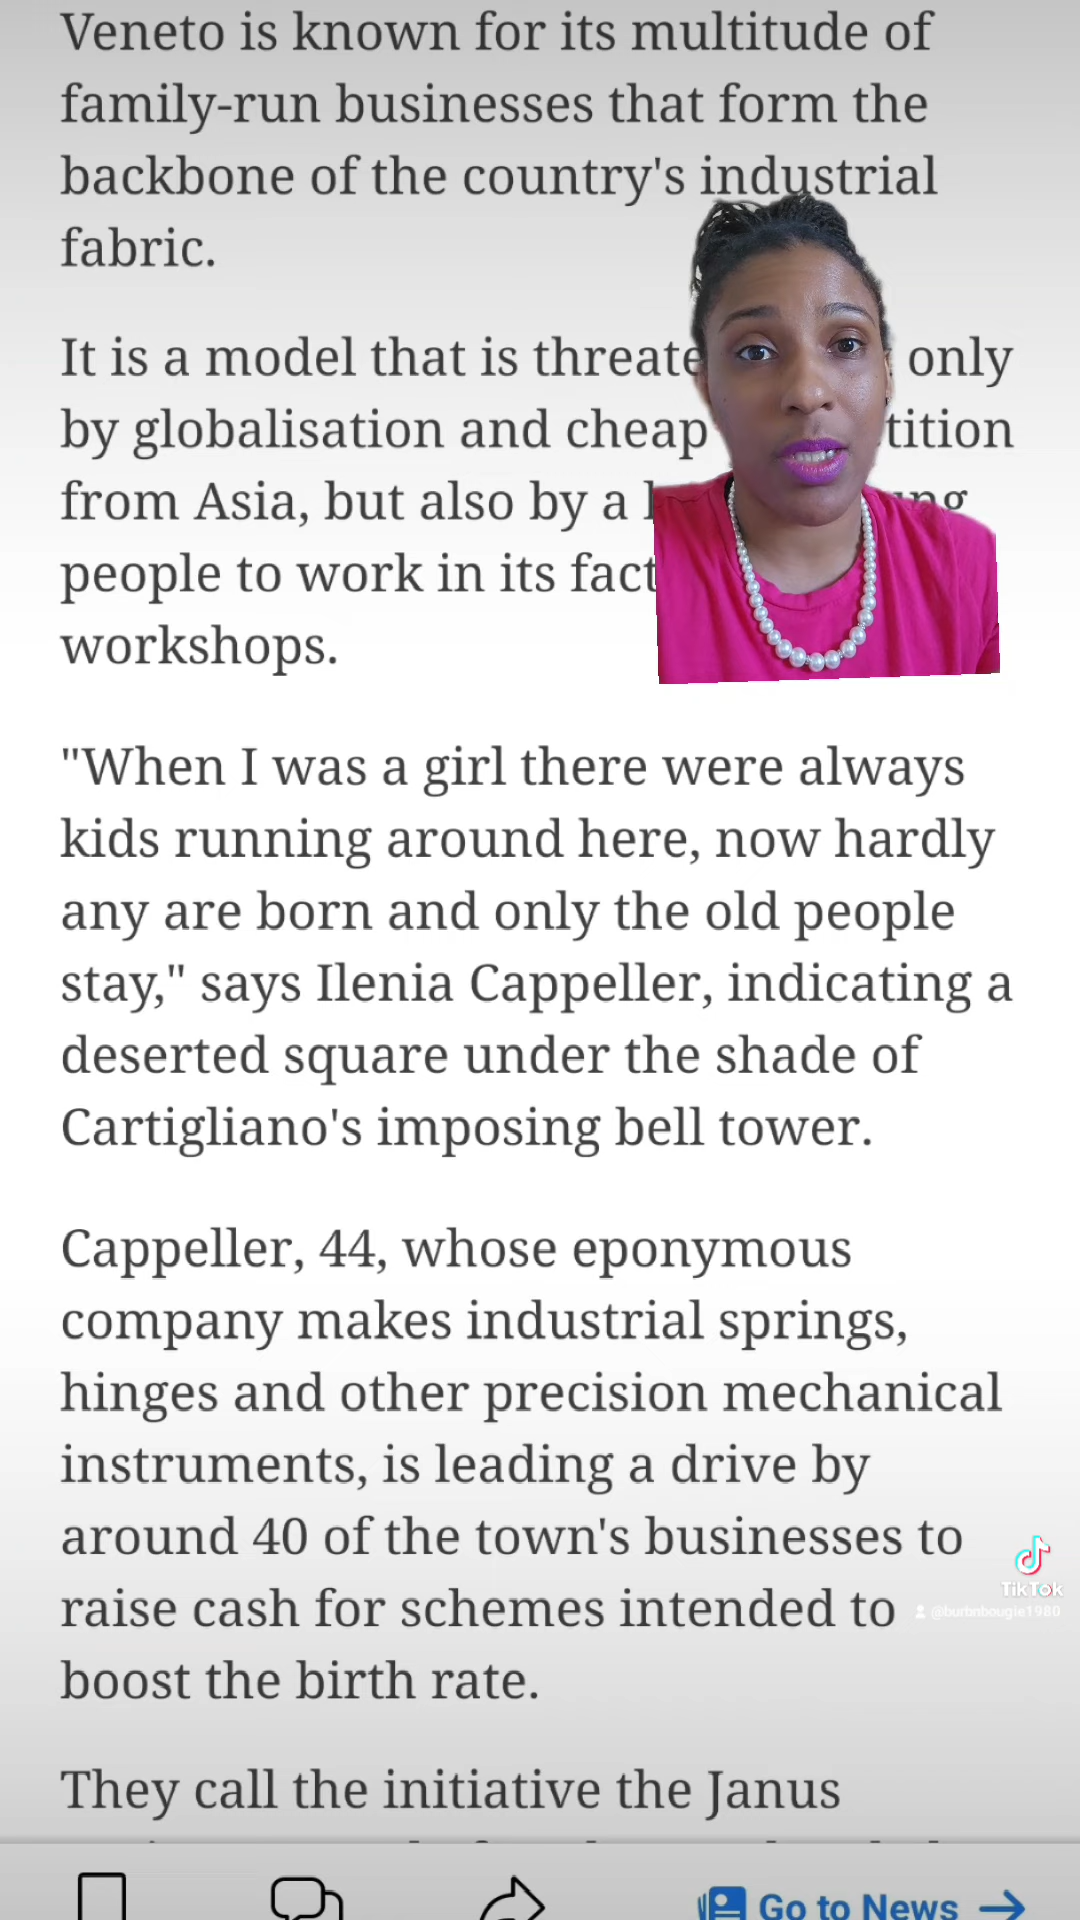 Veneto is known for its multitude of
family-run businesses that form the
backbone of the country's industrial
fabric.
It is a model that is only
by globalisation and cheap
from Asia, but also by a
people to work in its
workshops.
"When I was a girl there were always
kids running around here, now hardly
any are born and only the old people
stay," says Ilenia Cappeller, indicating a
deserted square under the shade of
Cartigliano's imposing bell tower.
Cappeller, 44, whose eponymous
company makes industrial springs,
hinges and other precision mechanical
instruments, is leading a drive by
around 40 of the town's businesses to
raise cash for schemes intended to
boost the birth rate.
TikTok
@burbnbougie1980
They call the initiative the Janus
Go to News